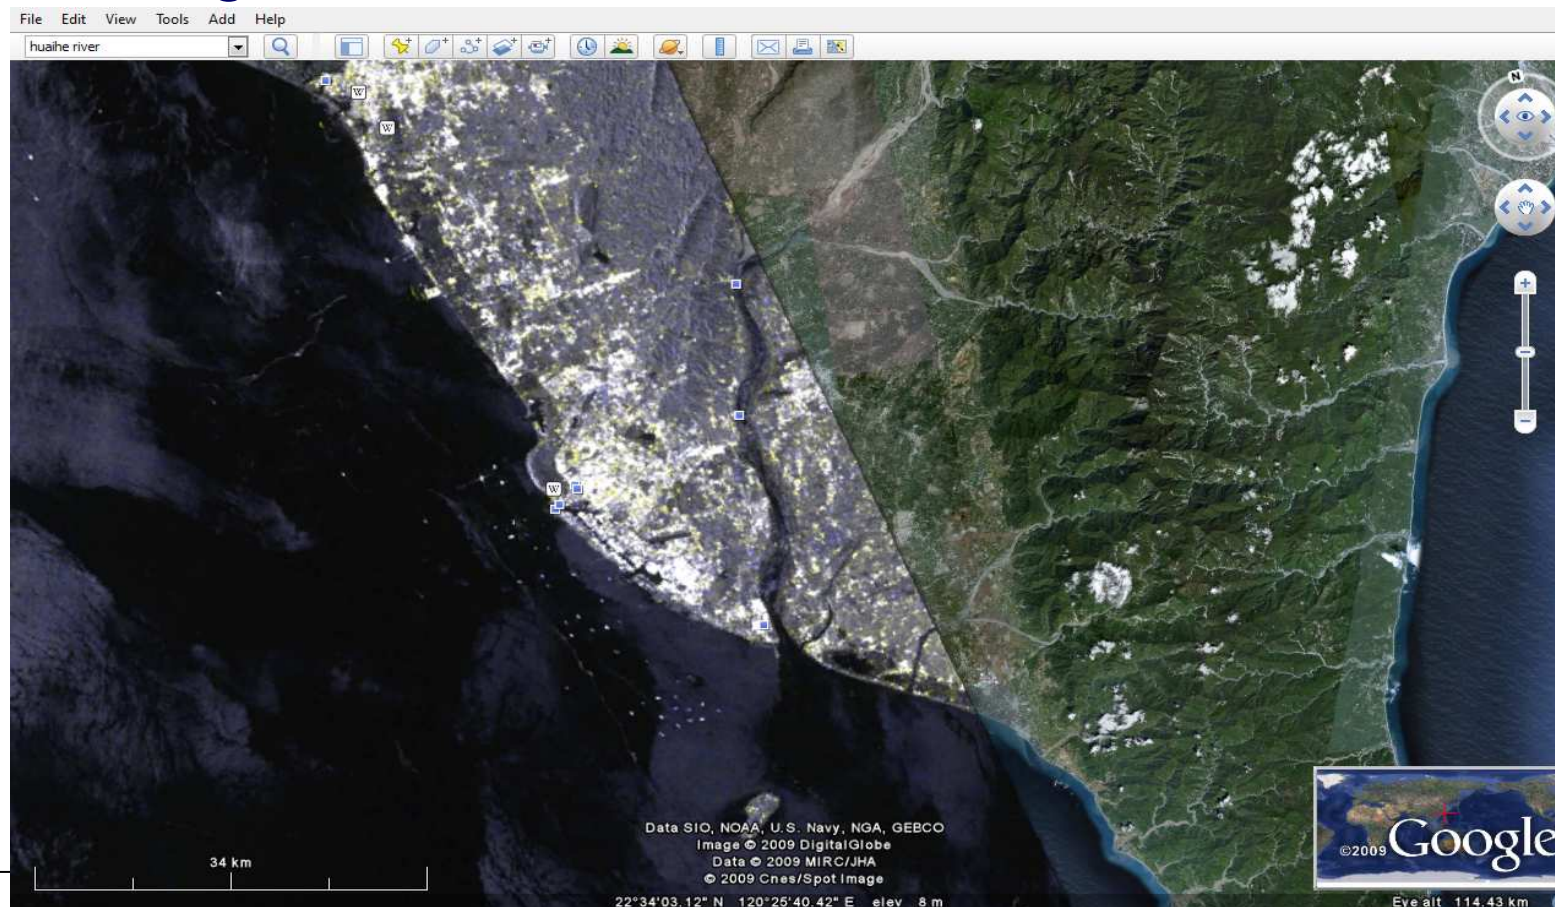 File Edit View Tools Add Help
huaihe river
N
W
W
W
Data SIO, NOAA, U.S. Navy, NGA, GEBCO
Image © 2009 DigitalGlobe
Data © 2009 MIRC/JHA
© 2009 Cnes/Spot Image
34 km
©2009 Google
22°34'03.12" N 120°25'40.42" E elev 8 m
Eye alt 114.43 km